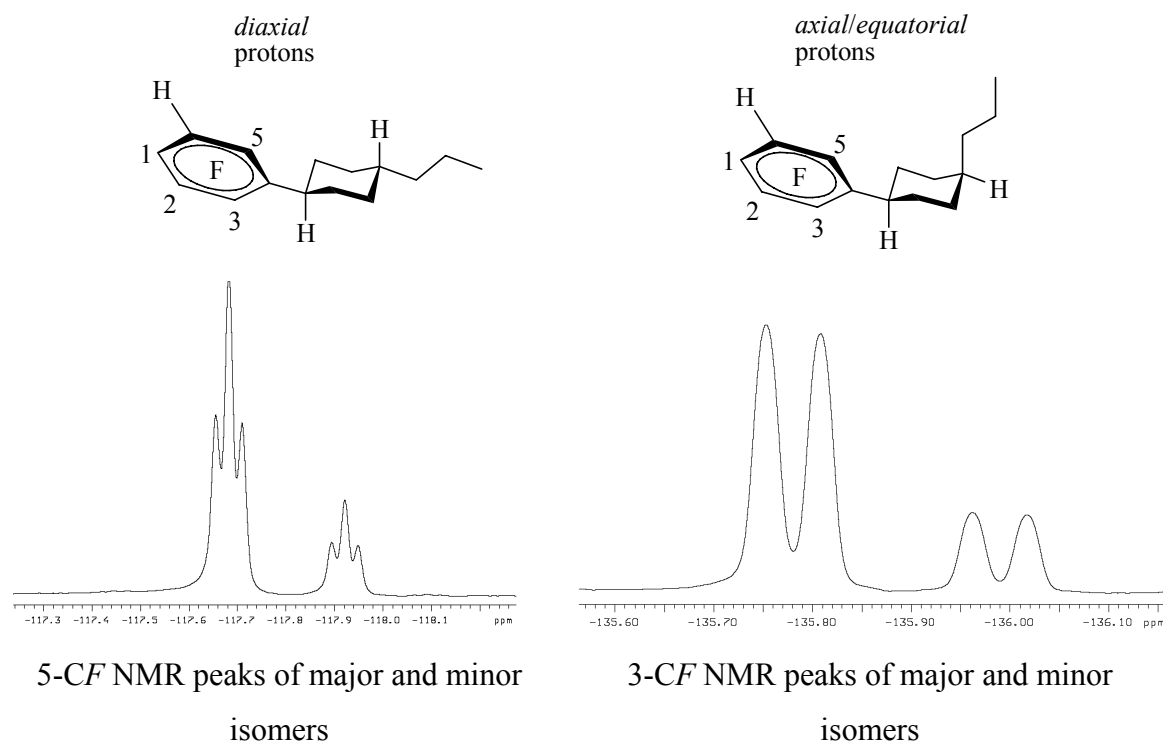 diaxial
protons
axial/equatorial
protons
H
H
5
1
F
2
3
H
H
5
1
F
2
3
H
H
-117.3 -117.4 -117.5 -117.6 -117.7 -117.8 -117.9 -118.0 -118.1 ppm
-135.60 -135.70 -135.80 -135.90 -136.00 -136.10 ppm
5-CF NMR peaks of major and minor
isomers
3-CF NMR peaks of major and minor
isomers